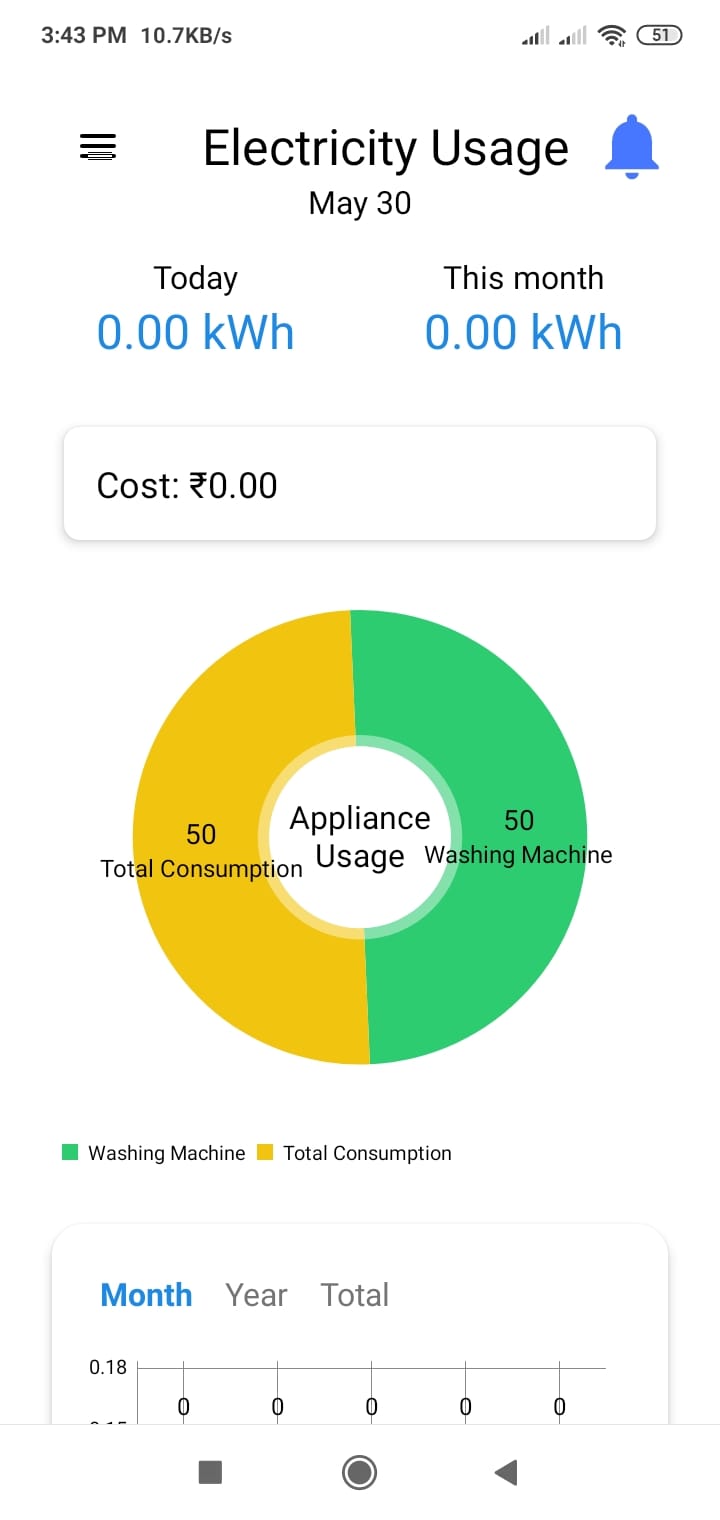 3:43 PM 10.7KB/s 51
Electricity Usage
May 30
Today This month
0.00 kWh 0.00 kWh
Cost: ₹0.00
50 Appliance 50
Total Consumption Usage Washing Machine
Washing Machine Total Consumption
Month Year Total
0.18
0 0 0 0 0